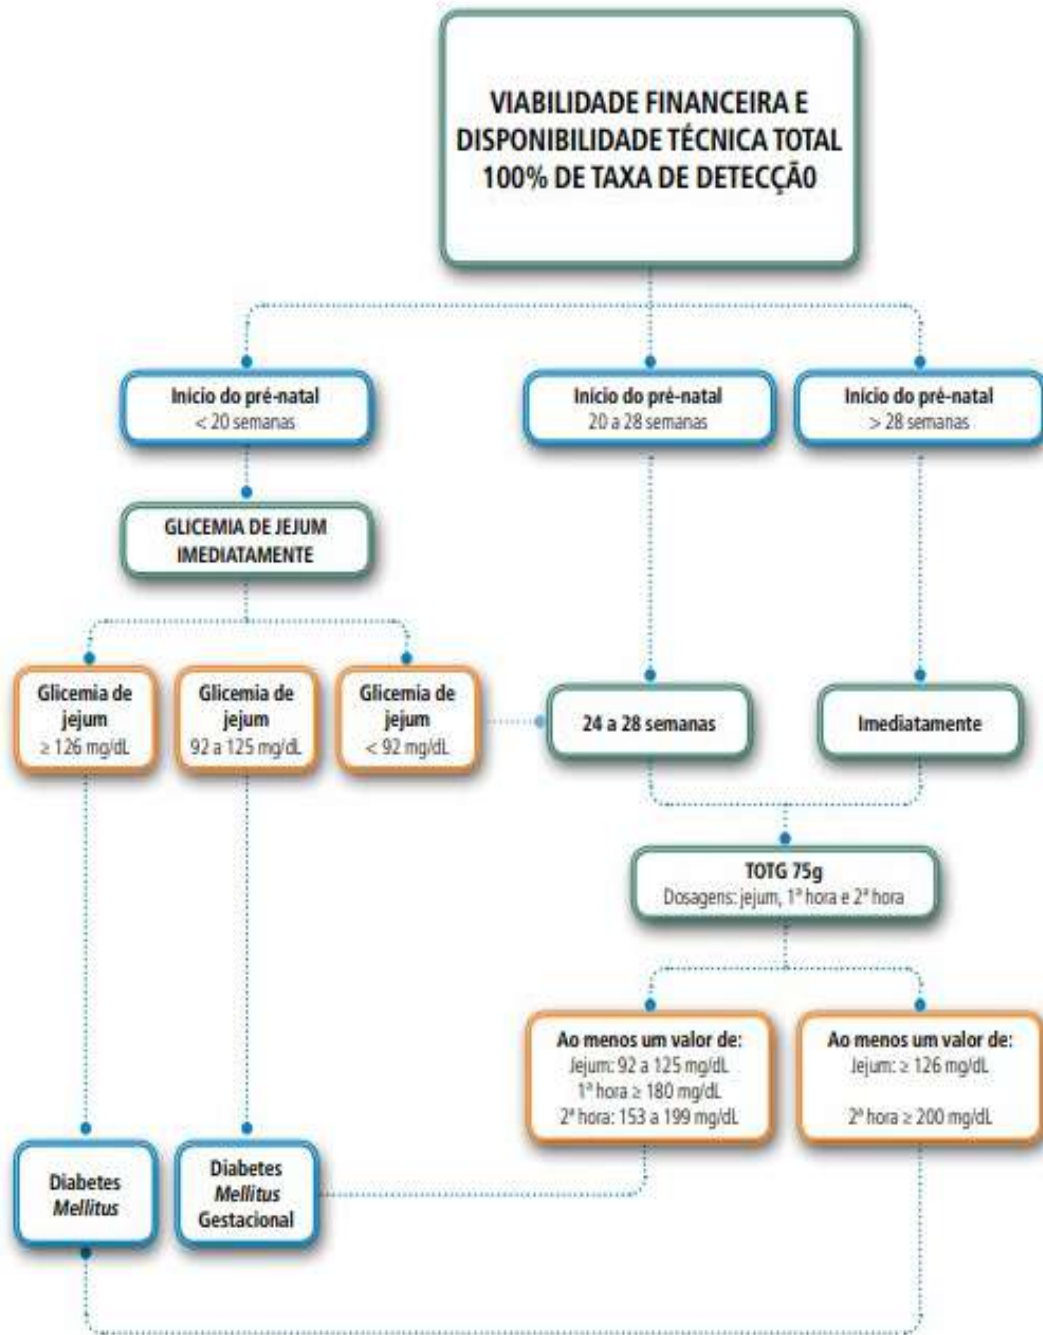 VIABILIDADE FINANCEIRA E
DISPONIBILIDADE TÉCNICA TOTAL
100% DE TAXA DE DETECÇÃO
Início do pré-natal
< 20 semanas
Início do pré-natal
20 a 28 semanas
Início do pré-natal
> 28 semanas
GLICEMIA DE JEJUM
IMEDIATAMENTE
Glicemia de
jejum
≥ 126 mg/dL
Glicemia de
jejum
92 a 125 mg/dL
Glicemia de
jejum
< 92 mg/dL
24 a 28 semanas
Imediatamente
TOTG 75g
Dosagens: jejum, 1ª hora e 2ª hora
Ao menos um valor de:
Jejum: 92 a 125 mg/dL
1ª hora ≥ 180 mg/dL
2ª hora: 153 a 199 mg/dL
Ao menos um valor de:
Jejum: ≥ 126 mg/dL
2ª hora ≥ 200 mg/dL
Diabetes
Mellitus
Diabetes
Mellitus
Gestacional